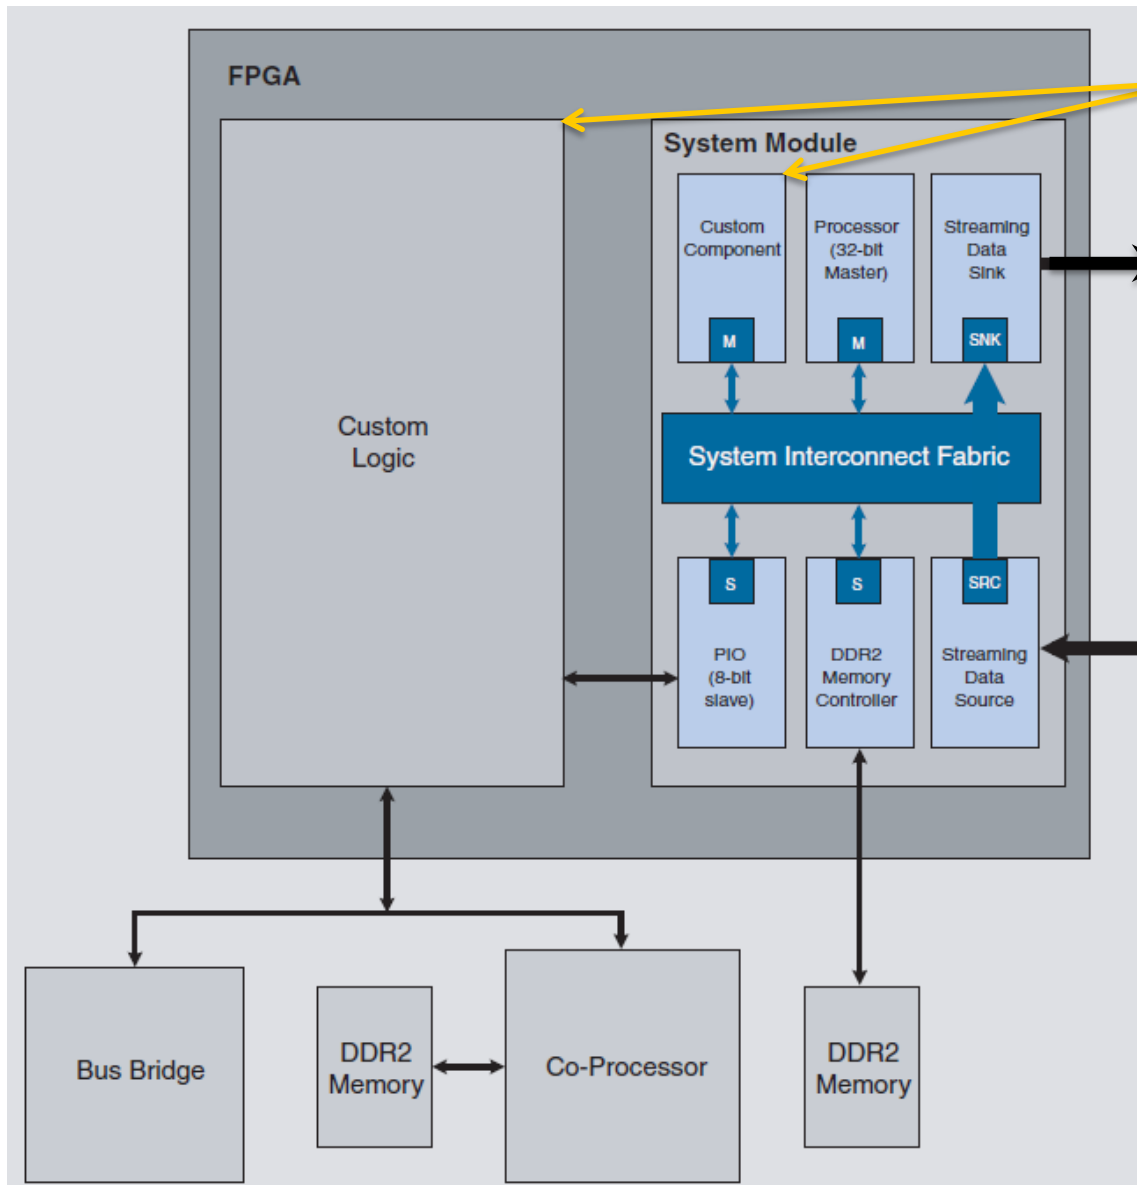 FPGA
System Module
Custom
Component
M
Processor
(32-bit
Master)
M
Streaming
Data
Sink
SNK
Custom
Logic
System Interconnect Fabric
S
PIO
(8-bit
slave)
S
DDR2
Memory
Controller
SRC
Streaming
Data
Source
Bus Bridge
DDR2
Memory
Co-Processor
DDR2
Memory